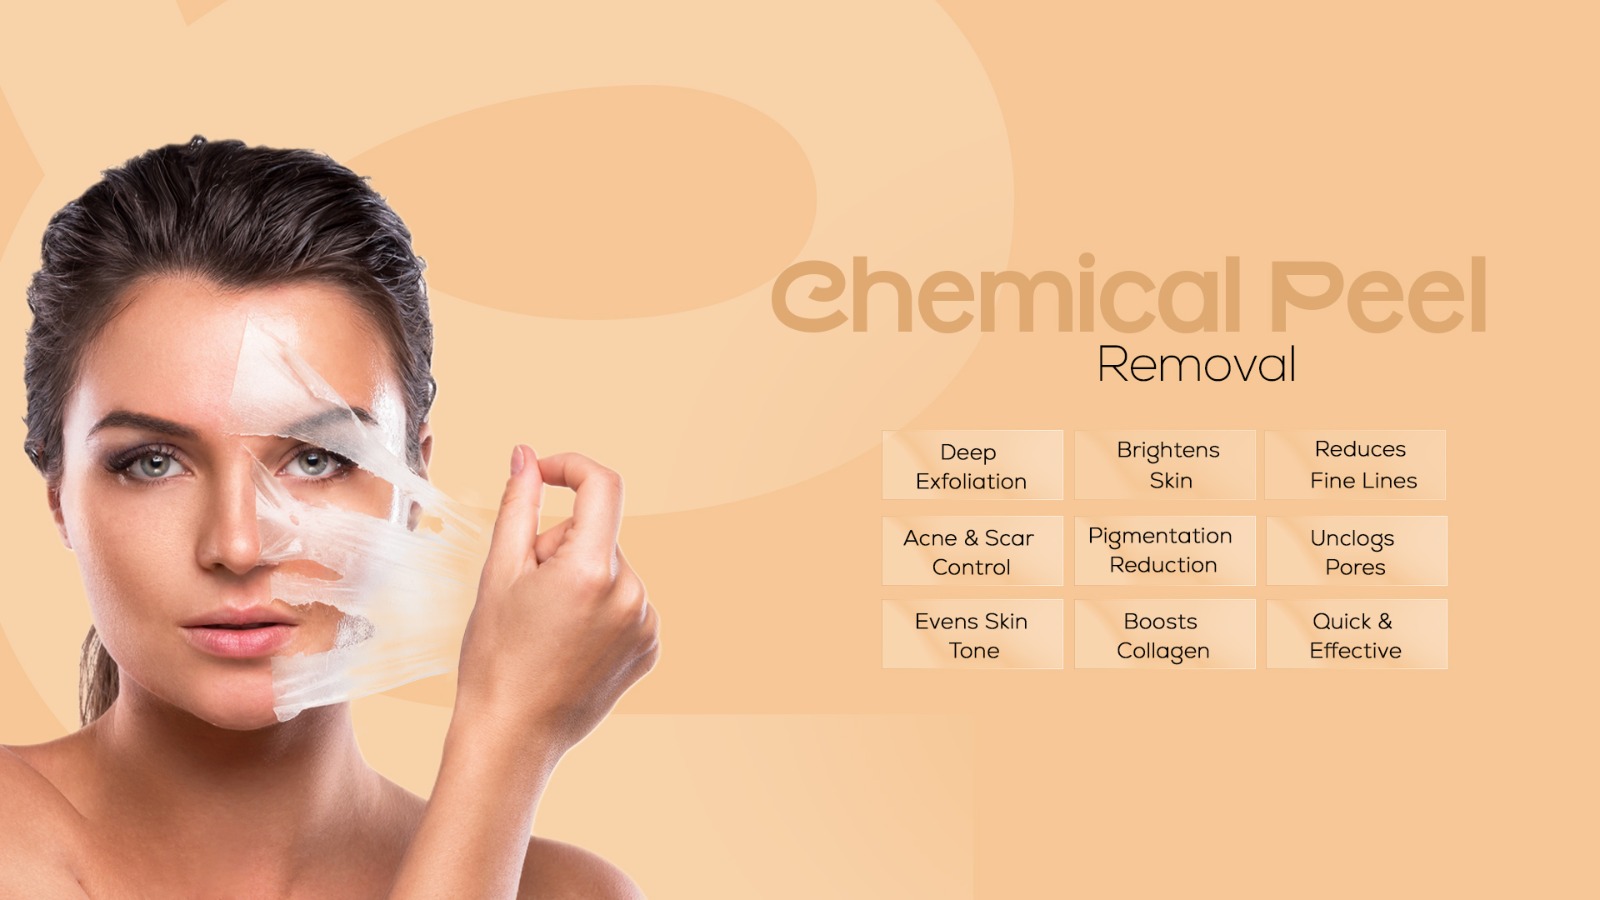 Chemical Peel
Removal
Deep
Exfoliation
Brightens
Skin
Reduces
Fine Lines
Acne & Scar
Control
Pigmentation
Reduction
Unclogs
Pores
Evens Skin
Tone
Boosts
Collagen
Quick &
Effective